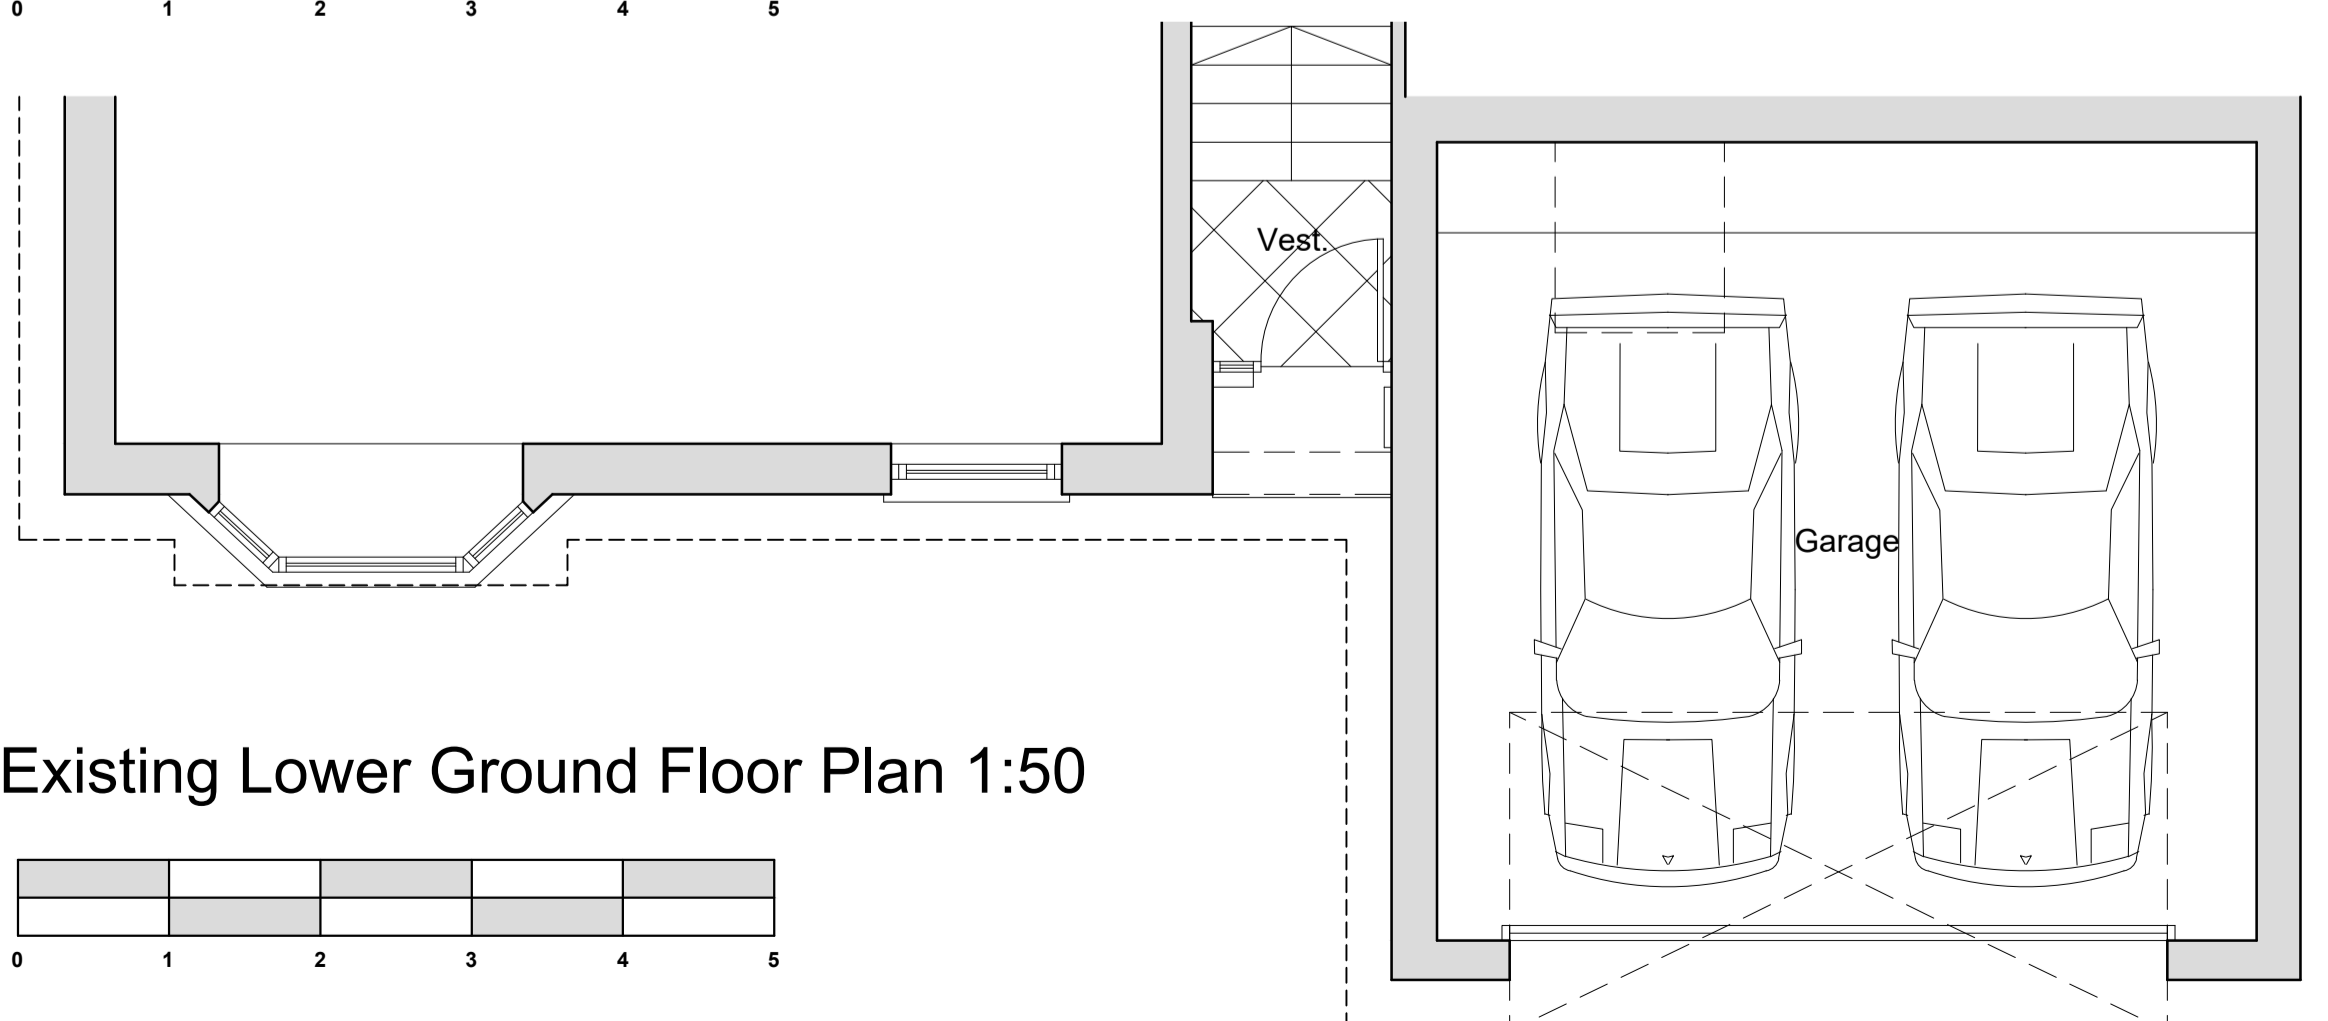 0 1 2 3 4 5
Vest.
Garage
Existing Lower Ground Floor Plan 1:50
0 1 2 3 4 5